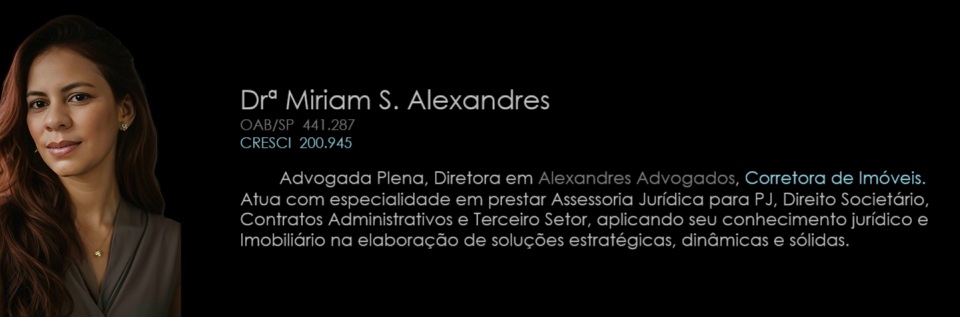 Drª Miriam S. Alexandres
OAB/SP 441.287
CRESCI 200.945
Advogada Plena, Diretora em Alexandres Advogados, Corretora de Imóveis.
Atua com especialidade em prestar Assessoria Jurídica para PJ, Direito Societário,
Contratos Administrativos e Terceiro Setor, aplicando seu conhecimento jurídico e
Imobiliário na elaboração de soluções estratégicas, dinâmicas e sólidas.